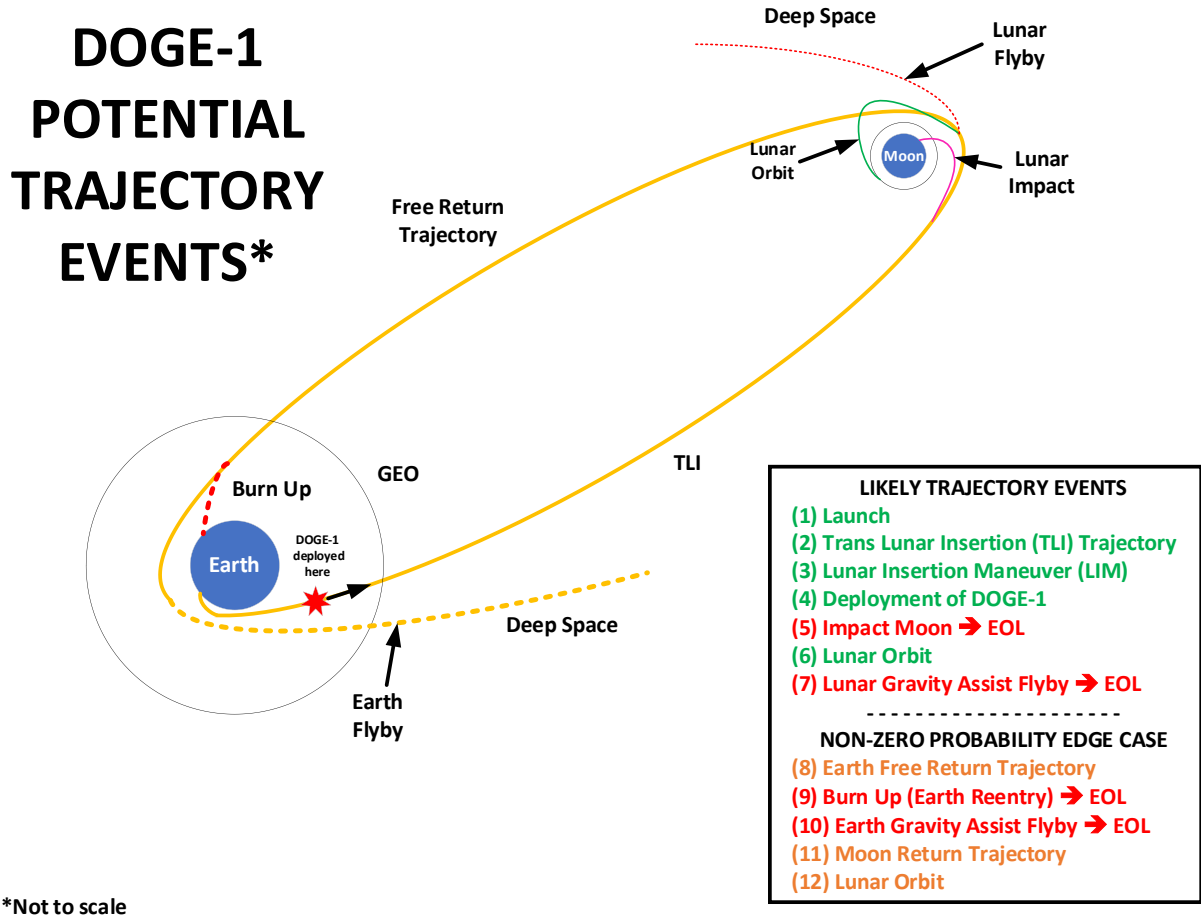 DOGE-1
POTENTIAL
TRAJECTORY
EVENTS*
Deep Space
Lunar
Flyby
Lunar
Orbit
Moon
Lunar
Impact
Free Return
Trajectory
GEO
TLI
Burn Up
Earth
DOGE-1
deployed
here
Deep Space
Earth
Flyby
LIKELY TRAJECTORY EVENTS
(1) Launch
(2) Trans Lunar Insertion (TLI) Trajectory
(3) Lunar Insertion Maneuver (LIM)
(4) Deployment of DOGE-1
(5) Impact Moon ➔ EOL
(6) Lunar Orbit
(7) Lunar Gravity Assist Flyby ➔ EOL
- - - - - - - - - - - - - - - - - - - - -
NON-ZERO PROBABILITY EDGE CASE
(8) Earth Free Return Trajectory
(9) Burn Up (Earth Reentry) ➔ EOL
(10) Earth Gravity Assist Flyby ➔ EOL
(11) Moon Return Trajectory
(12) Lunar Orbit
*Not to scale